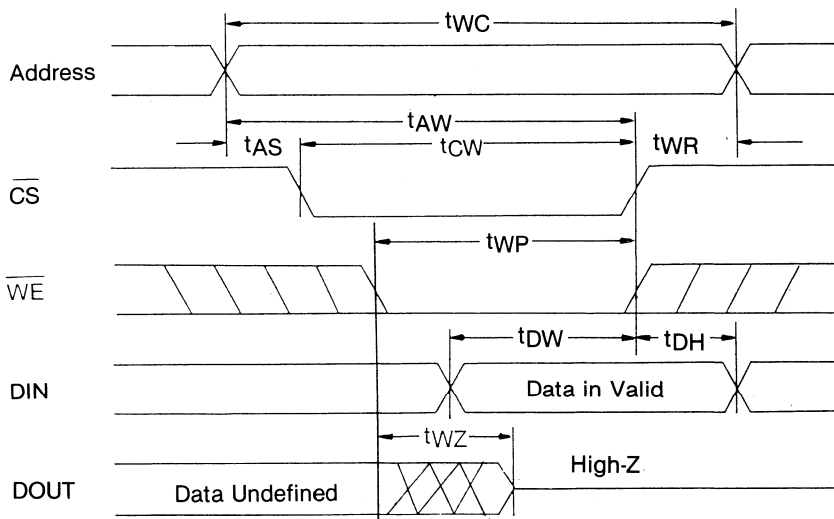 tWC
Address
tAW
tAS
tCW
tWR
CS
tWP
WE
tDW
tDH
DIN
Data in Valid
tWZ
High-Z
DOUT
Data Undefined